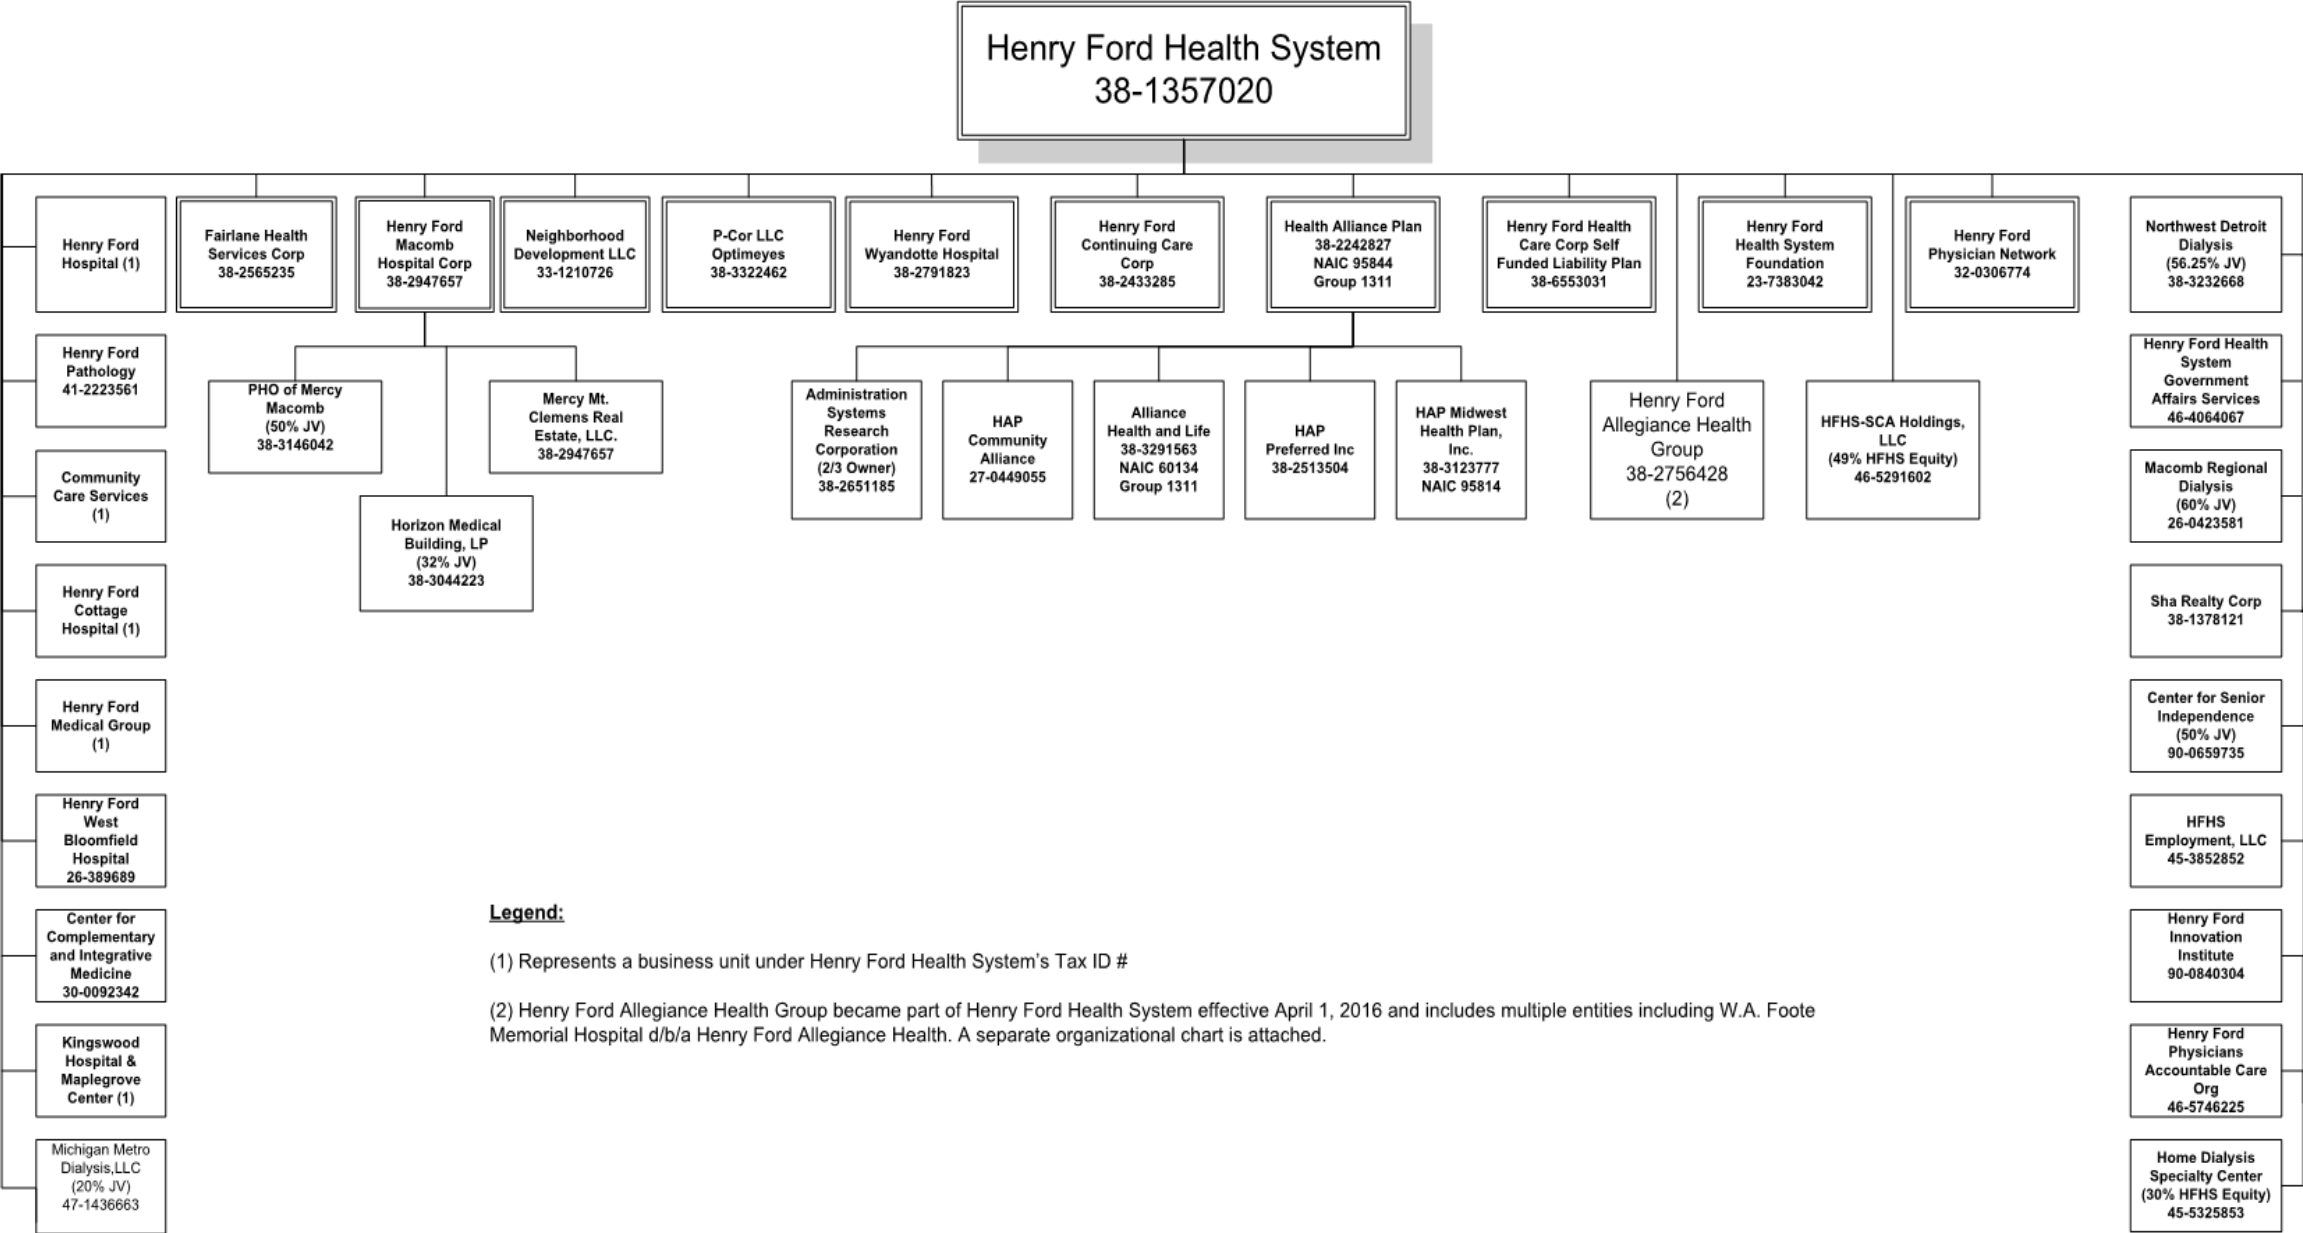 Henry Ford Health System
38-1357020
Henry Ford
Hospital (1)
Fairlane Health
Services Corp
38-2565235
Henry Ford
Macomb
Hospital Corp
38-2947657
Neighborhood
Development LLC
33-1210726
P-Cor LLC
Optimeyes
38-3322462
Henry Ford
Wyandotte Hospital
38-2791823
Henry Ford
Continuing Care
Corp
38-2433285
Health Alliance Plan
38-2242827
NAIC 95844
Group 1311
Henry Ford Health
Care Corp Self
Funded Liability Plan
38-6553031
Henry Ford
Health System
Foundation
23-7383042
Henry Ford
Physician Network
32-0306774
Northwest Detroit
Dialysis
(56.25% JV)
38-3232668
Henry Ford
Pathology
41-2223561
PHO of Mercy
Macomb
(50% JV)
38-3146042
Mercy Mt.
Clemens Real
Estate, LLC.
38-2947657
Horizon Medical
Building, LP
(32% JV)
38-3044223
Administration
Systems
Research
Corporation
(2/3 Owner)
38-2651185
HAP
Community
Alliance
27-0449055
Alliance
Health and Life
38-3291563
NAIC 60134
Group 1311
HAP
Preferred Inc
38-2513504
HAP Midwest
Health Plan,
Inc.
38-3123777
NAIC 95814
Henry Ford
Allegiance Health
Group
38-2756428
(2)
HFHS-SCA Holdings,
LLC
(49% HFHS Equity)
46-5291602
Henry Ford Health
System
Government
Affairs Services
46-4064067
Community
Care Services
(1)
Macomb Regional
Dialysis
(60% JV)
26-0423581
Henry Ford
Cottage
Hospital (1)
Sha Realty Corp
38-1378121
Henry Ford
Medical Group
(1)
Center for Senior
Independence
(50% JV)
90-0659735
Henry Ford
West
Bloomfield
Hospital
26-389689
HFHS
Employment, LLC
45-3852852
Center for
Complementary
and Integrative
Medicine
30-0092342
Henry Ford
Innovation
Institute
90-0840304
Kingswood
Hospital &
Maplegrove
Center (1)
Henry Ford
Physicians
Accountable Care
Org
46-5746225
Michigan Metro
Dialysis,LLC
(20% JV)
47-1436663
Home Dialysis
Specialty Center
(30% HFHS Equity)
45-5325853
Legend:
(1) Represents a business unit under Henry Ford Health System's Tax ID #
(2) Henry Ford Allegiance Health Group became part of Henry Ford Health System effective April 1, 2016 and includes multiple entities including W.A. Foote
Memorial Hospital d/b/a Henry Ford Allegiance Health. A separate organizational chart is attached.